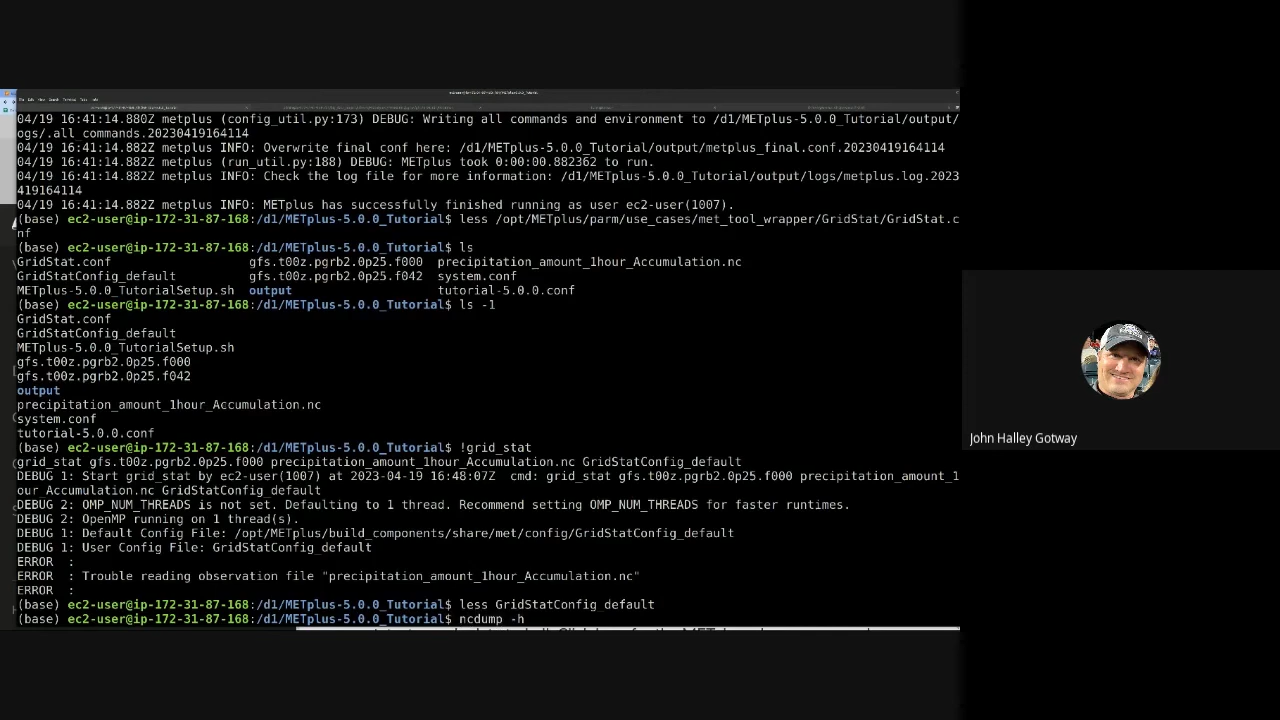 04/19 16:41:14.880Z metplus (config_util.py:173) DEBUG: Writing all commands and environment to /d1/METplus-5.0.0_Tutorial/output/
ogs/.all_commands.20230419164114
04/19 16:41:14.882Z metplus INFO: Overwrite final conf here: /d1/METplus-5.0.0_Tutorial/output/metplus_final.conf.20230419164114
04/19 16:41:14.882Z metplus (run_util.py:188) DEBUG: METplus took 0:00:00.882362 to run.
04/19 16:41:14.882Z metplus INFO: Check the log file for more information: /d1/METplus-5.0.0_Tutorial/output/logs/metplus.log.2023
419164114
04/19 16:41:14.882Z metplus INFO: METplus has successfully finished running as user ec2-user(1007).
(base) ec2-user@ip-172-31-87-168:/d1/METplus-5.0.0_Tutorial$ less /opt/METplus/parm/use_cases/met_tool_wrapper/GridStat/GridStat.c
nf
(base) ec2-user@ip-172-31-87-168:/d1/METplus-5.0.0_Tutorial$ ls
GridStat.conf gfs.t00z.pgrb2.0p25.f000 precipitation_amount_1hour_Accumulation.nc
GridStatConfig_default gfs.t00z.pgrb2.0p25.f042 system.conf
METplus-5.0.0_TutorialSetup.sh output tutorial-5.0.0.conf
(base) ec2-user@ip-172-31-87-168:/d1/METplus-5.0.0_Tutorial$ ls -1
GridStat.conf
GridStatConfig_default
METplus-5.0.0_TutorialSetup.sh
gfs.t00z.pgrb2.0p25.f000
gfs.t00z.pgrb2.0p25.f042
output
precipitation_amount_1hour_Accumulation.nc
system.conf
tutorial-5.0.0.conf
(base) ec2-user@ip-172-31-87-168:/d1/METplus-5.0.0_Tutorial$ !grid_stat
grid_stat gfs.t00z.pgrb2.0p25.f000 precipitation_amount_1hour_Accumulation.nc GridStatConfig_default
DEBUG 1: Start grid_stat by ec2-user(1007) at 2023-04-19 16:48:07Z cmd: grid_stat gfs.t00z.pgrb2.0p25.f000 precipitation_amount_1
our_Accumulation.nc GridStatConfig_default
DEBUG 2: OMP_NUM_THREADS is not set. Defaulting to 1 thread. Recommend setting OMP_NUM_THREADS for faster runtimes.
DEBUG 2: OpenMP running on 1 thread(s).
DEBUG 1: Default Config File: /opt/METplus/build_components/share/met/config/GridStatConfig_default
DEBUG 1: User Config File: GridStatConfig_default
ERROR :
ERROR : Trouble reading observation file "precipitation_amount_1hour_Accumulation.nc"
ERROR :
(base) ec2-user@ip-172-31-87-168:/d1/METplus-5.0.0_Tutorial$ less GridStatConfig_default
(base) ec2-user@ip-172-31-87-168:/d1/METplus-5.0.0_Tutorial$ ncdump -h
John Halley Gotway